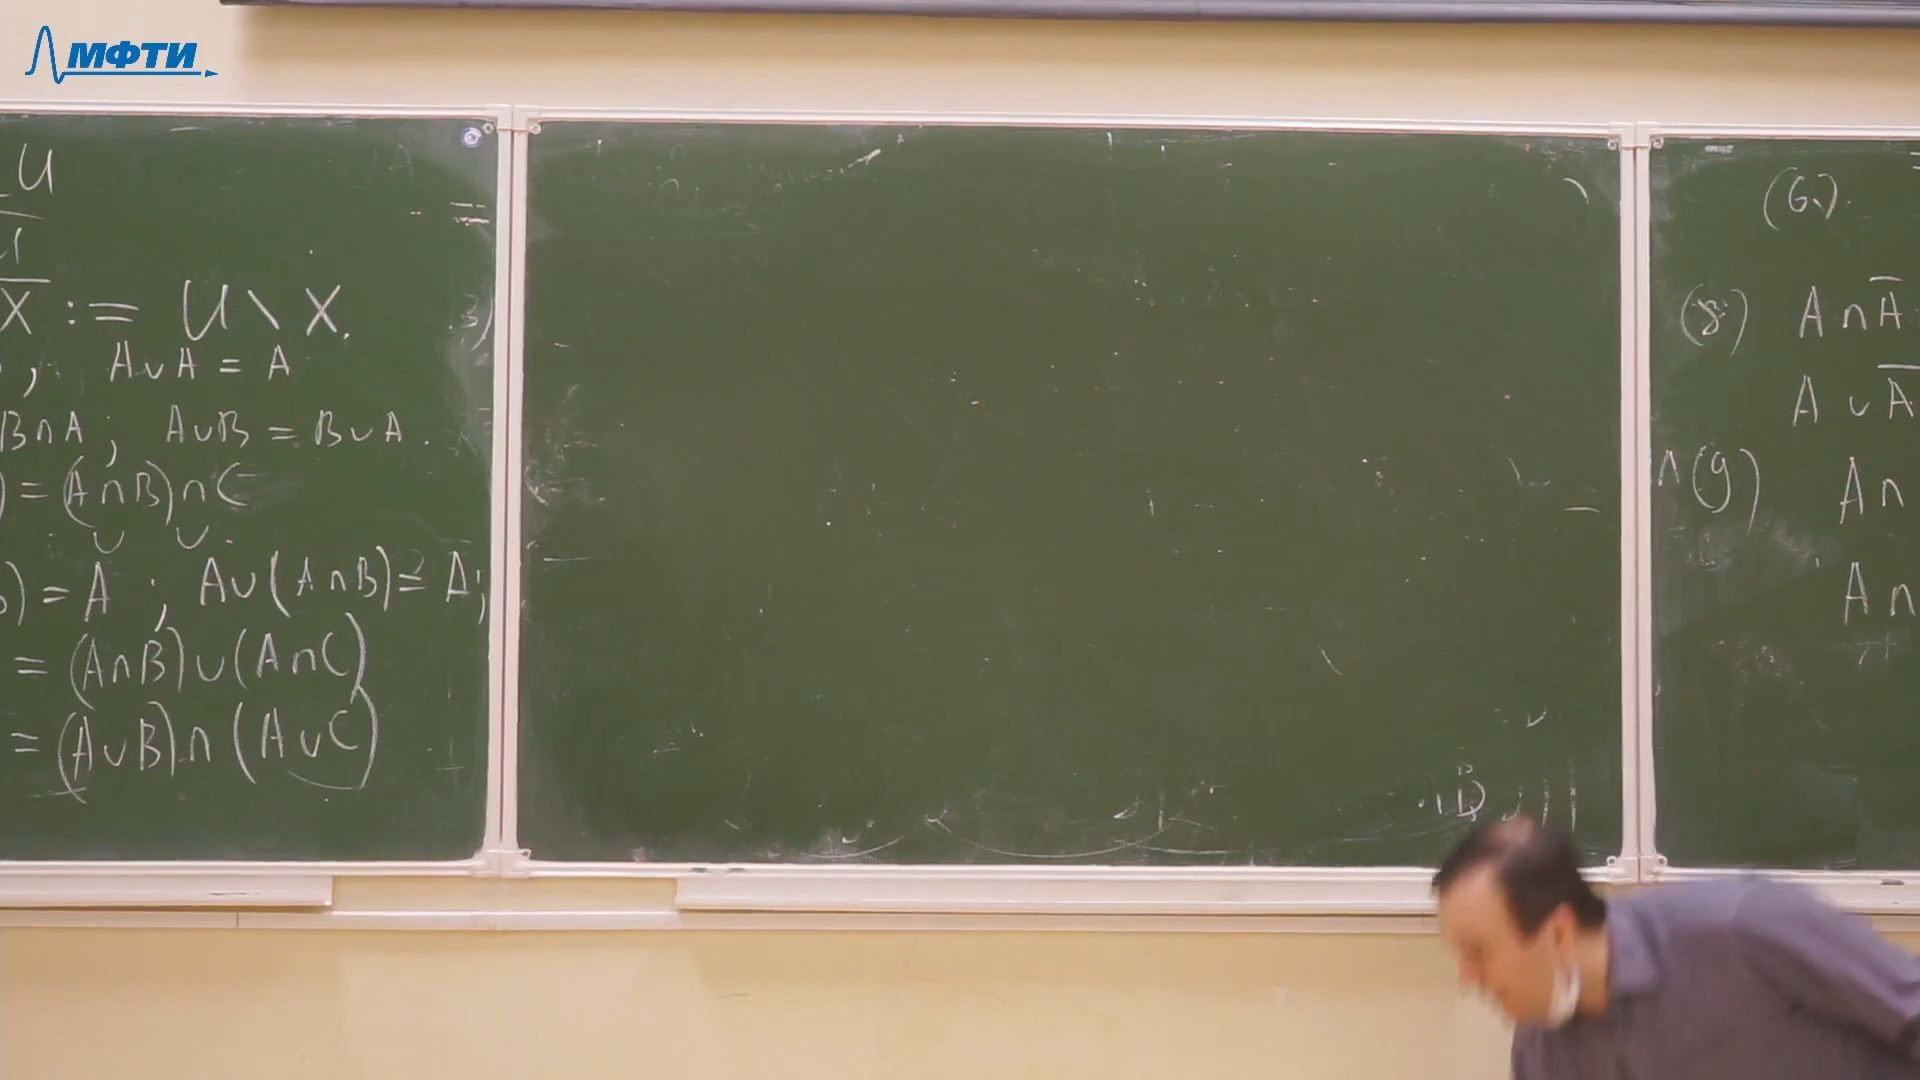 МФТИ
U
X̅ := U \ X.
, A∪A = A
B∩A; A∪B = B∪A.
) = (A∩B)∩C
∪ ∪.
) = A ; A∪(A∩B) = A;
= (A∩B)∪(A∩C)
= (A∪B)∩(A∪C)
(6.)
(8) A∩A̅
A∪A̅
(9) A∩
A∩